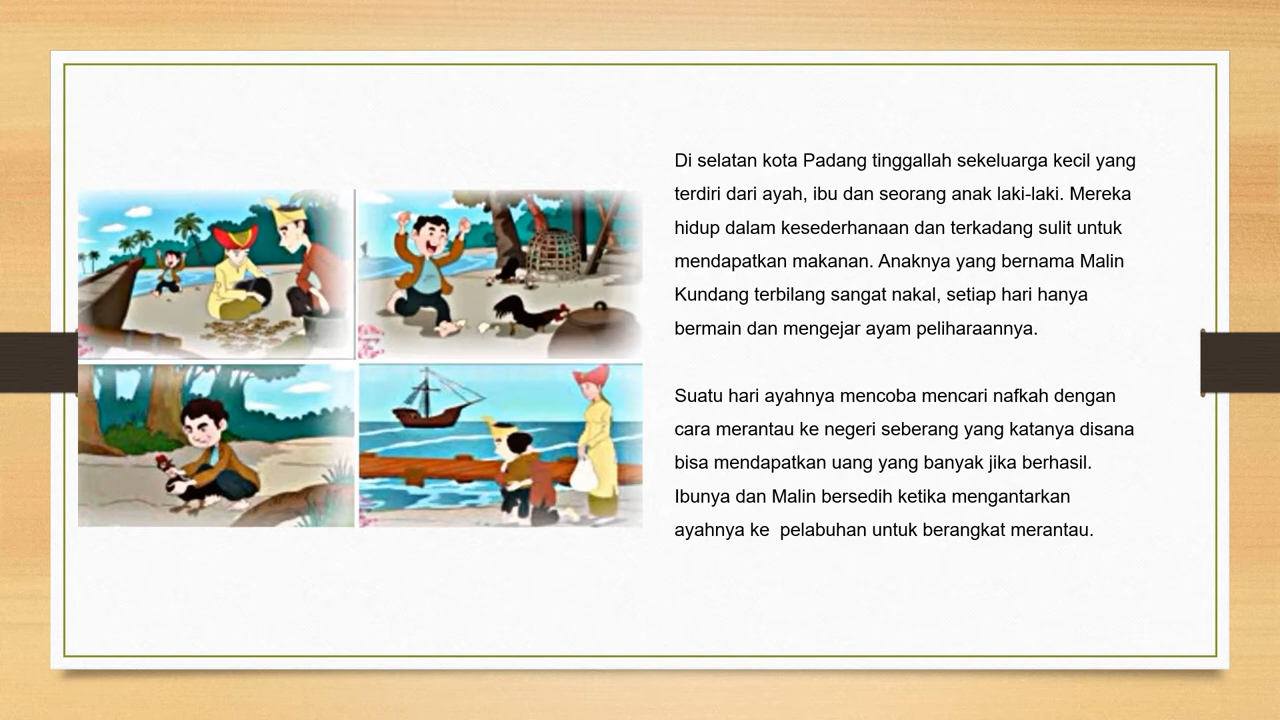 Di selatan kota Padang tinggallah sekeluarga kecil yang
terdiri dari ayah, ibu dan seorang anak laki-laki. Mereka
hidup dalam kesederhanaan dan terkadang sulit untuk
mendapatkan makanan. Anaknya yang bernama Malin
Kundang terbilang sangat nakal, setiap hari hanya
bermain dan mengejar ayam peliharaannya.
Suatu hari ayahnya mencoba mencari nafkah dengan
cara merantau ke negeri seberang yang katanya disana
bisa mendapatkan uang yang banyak jika berhasil.
Ibunya dan Malin bersedih ketika mengantarkan
ayahnya ke  pelabuhan untuk berangkat merantau.